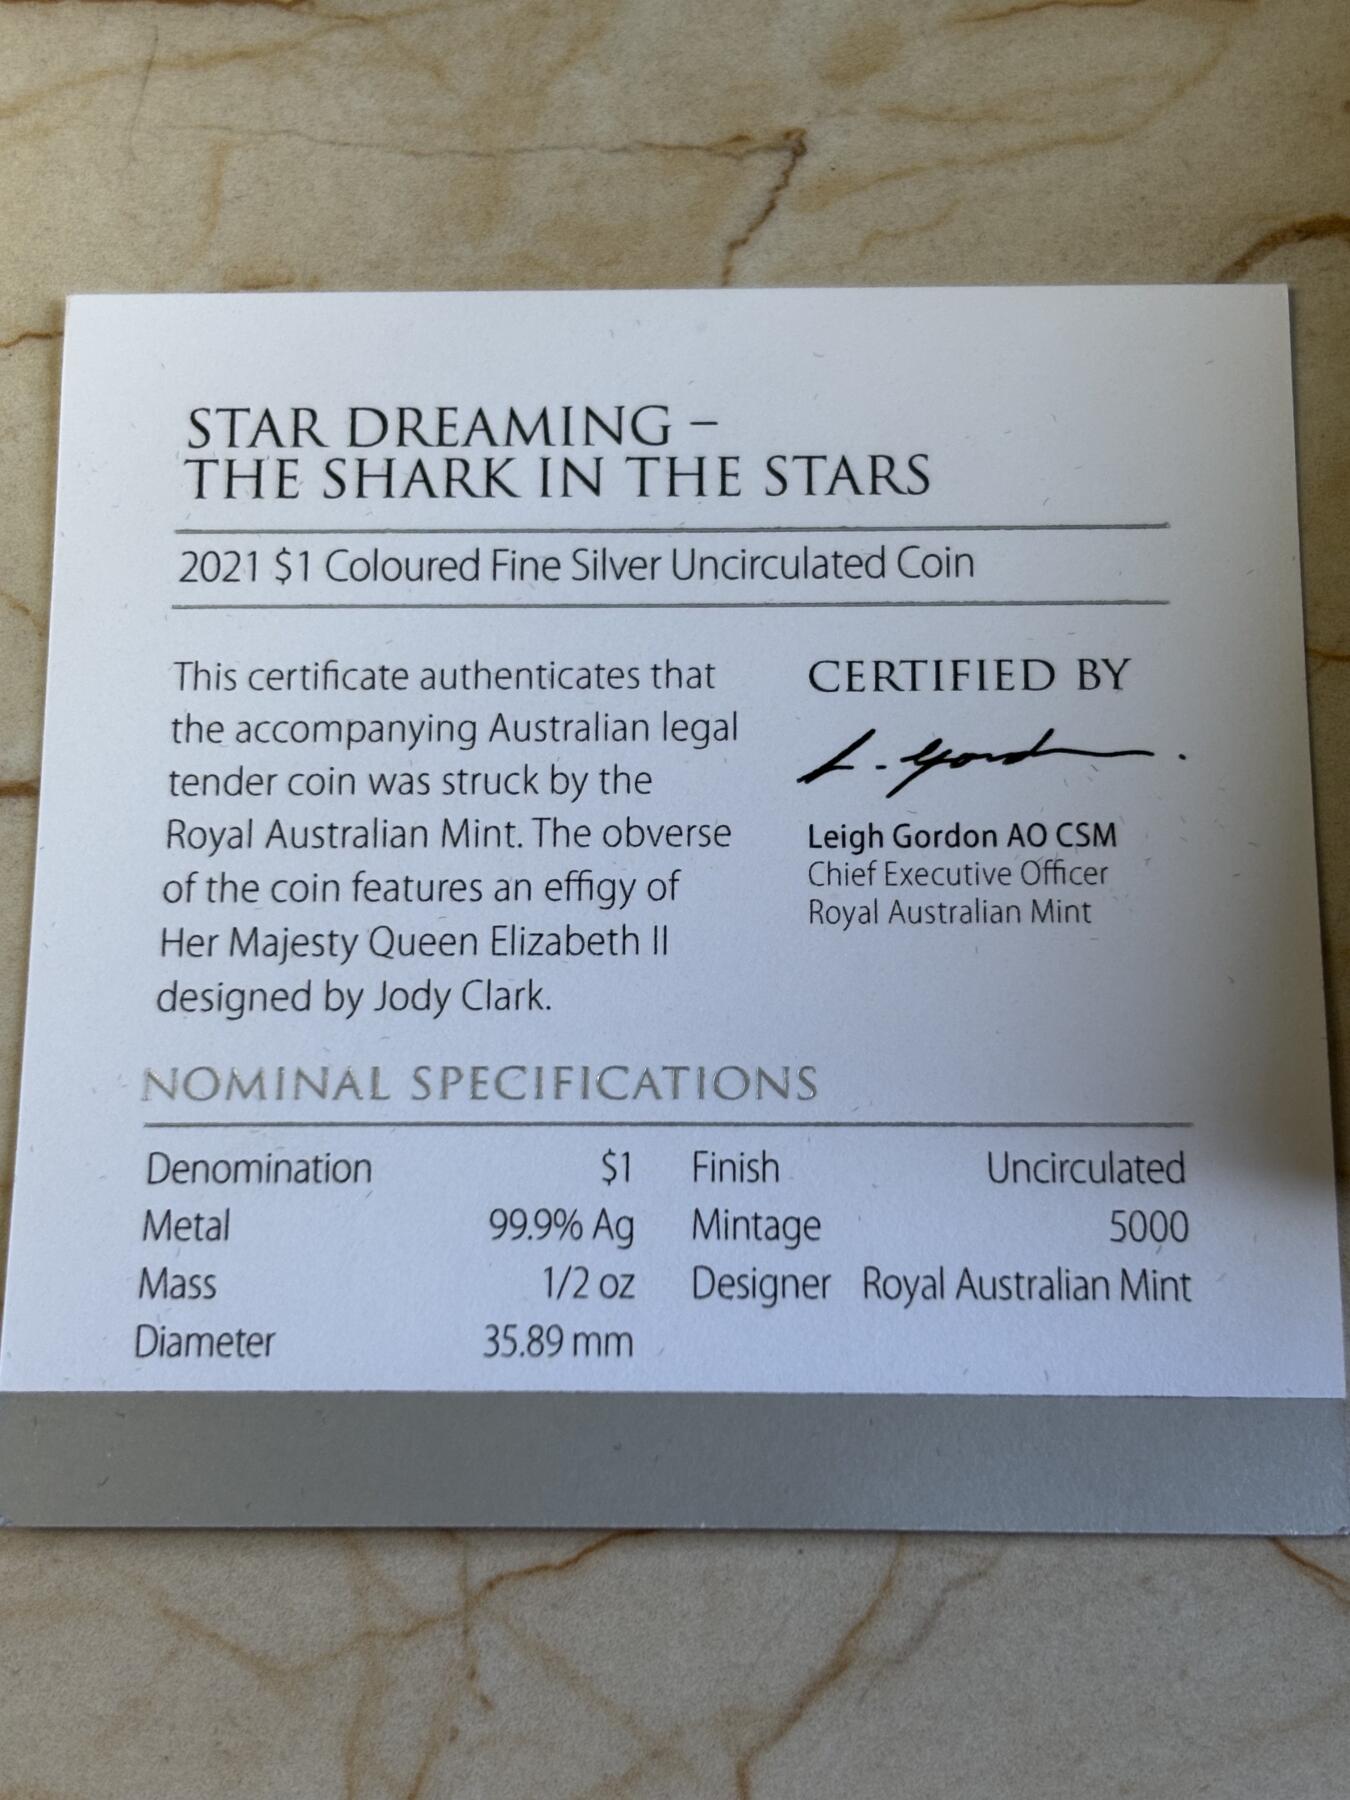 STAR DREAMING –
THE SHARK IN THE STARS
2021 $1 Coloured Fine Silver Uncirculated Coin
This certificate authenticates that
the accompanying Australian legal
tender coin was struck by the
Royal Australian Mint. The obverse
of the coin features an effigy of
Her Majesty Queen Elizabeth II
designed by Jody Clark.
CERTIFIED BY
L. Gordon.
Leigh Gordon AO CSM
Chief Executive Officer
Royal Australian Mint
NOMINAL SPECIFICATIONS
Denomination $1 Finish Uncirculated
Metal 99.9% Ag Mintage 5000
Mass 1/2 oz Designer Royal Australian Mint
Diameter 35.89 mm